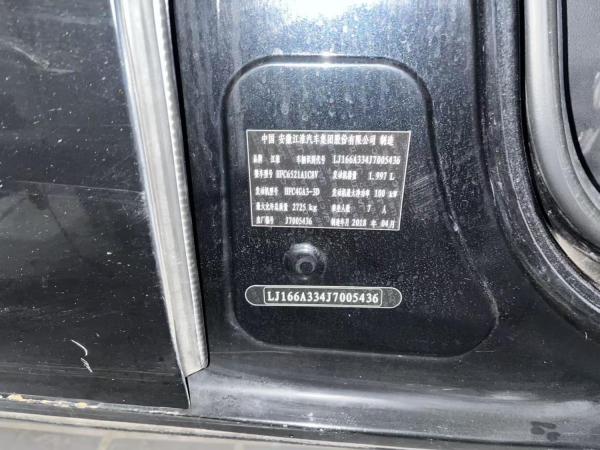 中国 安徽江淮汽车集团股份有限公司 制造
品牌 江淮 车辆识别代号 LJ166A334J7005436
整车型号 HFC6521A1C8V 发动机排量 1.997 L
发动机型号 HFC4GA3-3D 发动机最大净功率 180 kW
最大允许总质量 2725 kg 乘坐人数 7 人
出厂编号 J7005436 制造年月 2018 年 04 月
LJ166A334J7005436